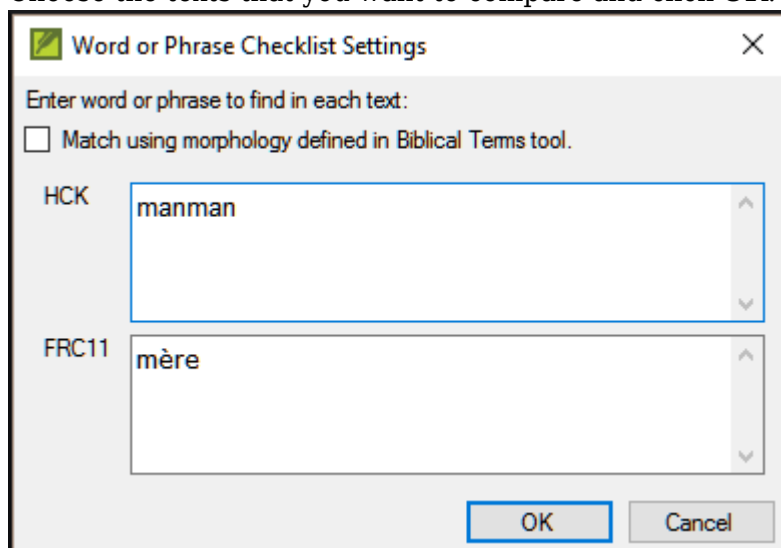 Word or Phrase Checklist Settings
Enter word or phrase to find in each text:
Match using morphology defined in Biblical Terms tool.
HCK
manman
FRC11
mère
OK Cancel